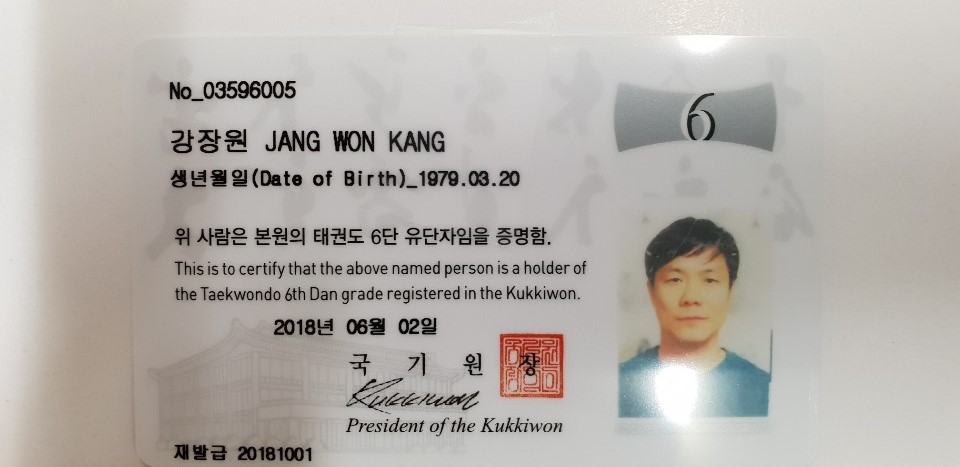 No_03596005
6
강장원 JANG WON KANG
생년월일(Date of Birth)_1979.03.20
위 사람은 본원의 태권도 6단 유단자임을 증명함.
This is to certify that the above named person is a holder of
the Taekwondo 6th Dan grade registered in the Kukkiwon.
2018년 06월 02일
국 기 원 장
Kukkiwon
President of the Kukkiwon
재발급 20181001